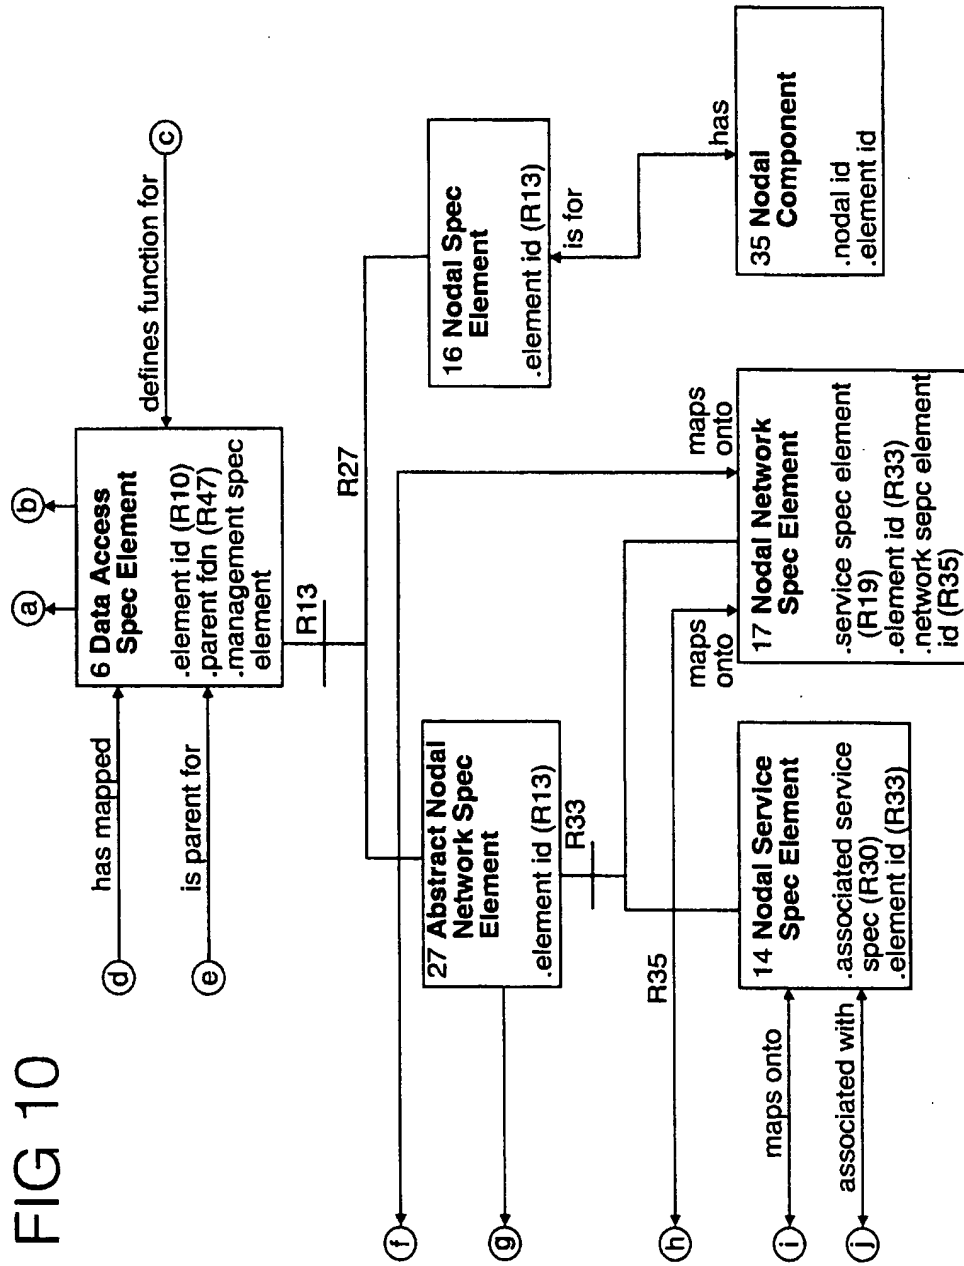 FIG 10
a
b
d
has mapped
e
is parent for
6 Data Access
Spec Element
.element id (R10)
.parent fdn (R47)
.management spec
element
defines function for
c
R13
R27
27 Abstract Nodal
Network Spec
Element
.element id (R13)
16 Nodal Spec
Element
.element id (R13)
f
g
R33
is for
h
R35
maps
onto
maps
onto
has
i
maps onto
j
associated with
14 Nodal Service
Spec Element
.associated service
spec (R30)
.element id (R33)
17 Nodal Network
Spec Element
.service spec element
(R19)
.element id (R33)
.network sepc element
id (R35)
35 Nodal
Component
.nodal id
.element id